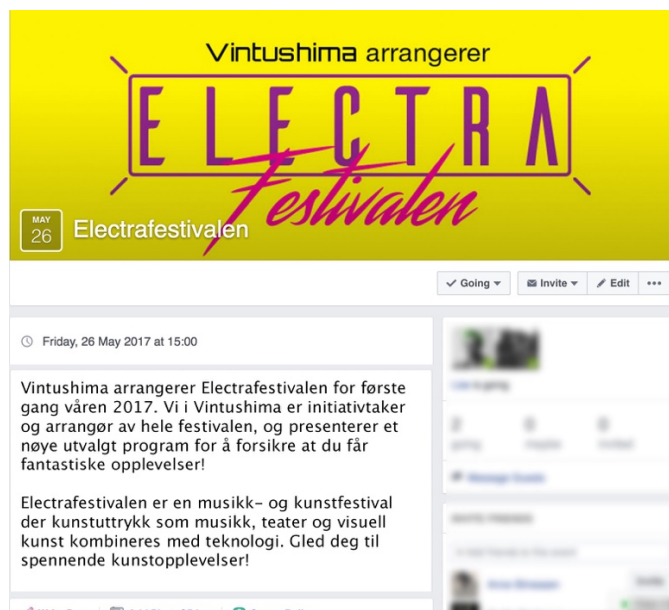 Vintushima arrangerer
ELECTRA
Festivalen
MAY
26
Electrafestivalen
Going
Invite
Edit
Friday, 26 May 2017 at 15:00
Vintushima arrangerer Electrafestivalen for første
gang våren 2017. Vi i Vintushima er initiativtaker
og arrangør av hele festivalen, og presenterer et
nøye utvalgt program for å forsikre at du får
fantastiske opplevelser!
Electrafestivalen er en musikk- og kunstfestival
der kunstuttrykk som musikk, teater og visuell
kunst kombineres med teknologi. Gled deg til
spennende kunstopplevelser!